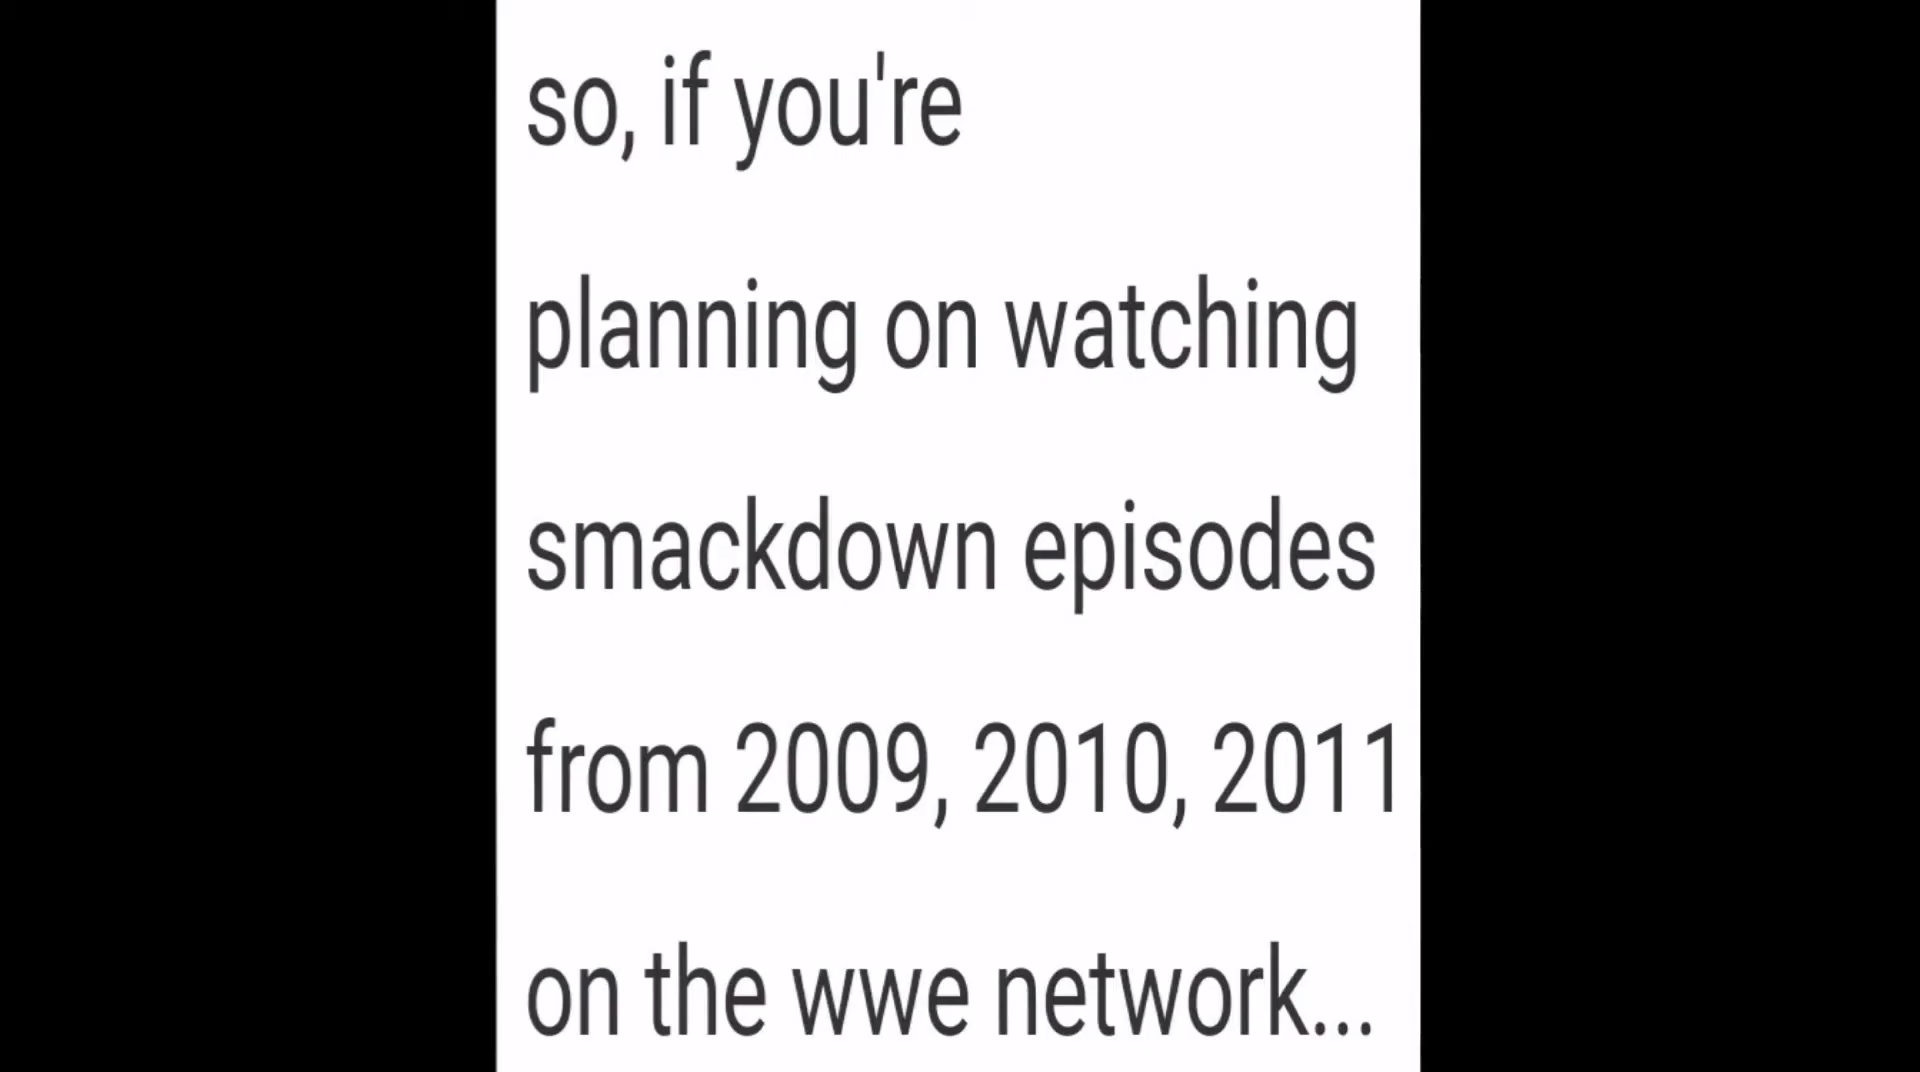 so, if you're
planning on watching
smackdown episodes
from 2009, 2010, 2011
on the wwe network...